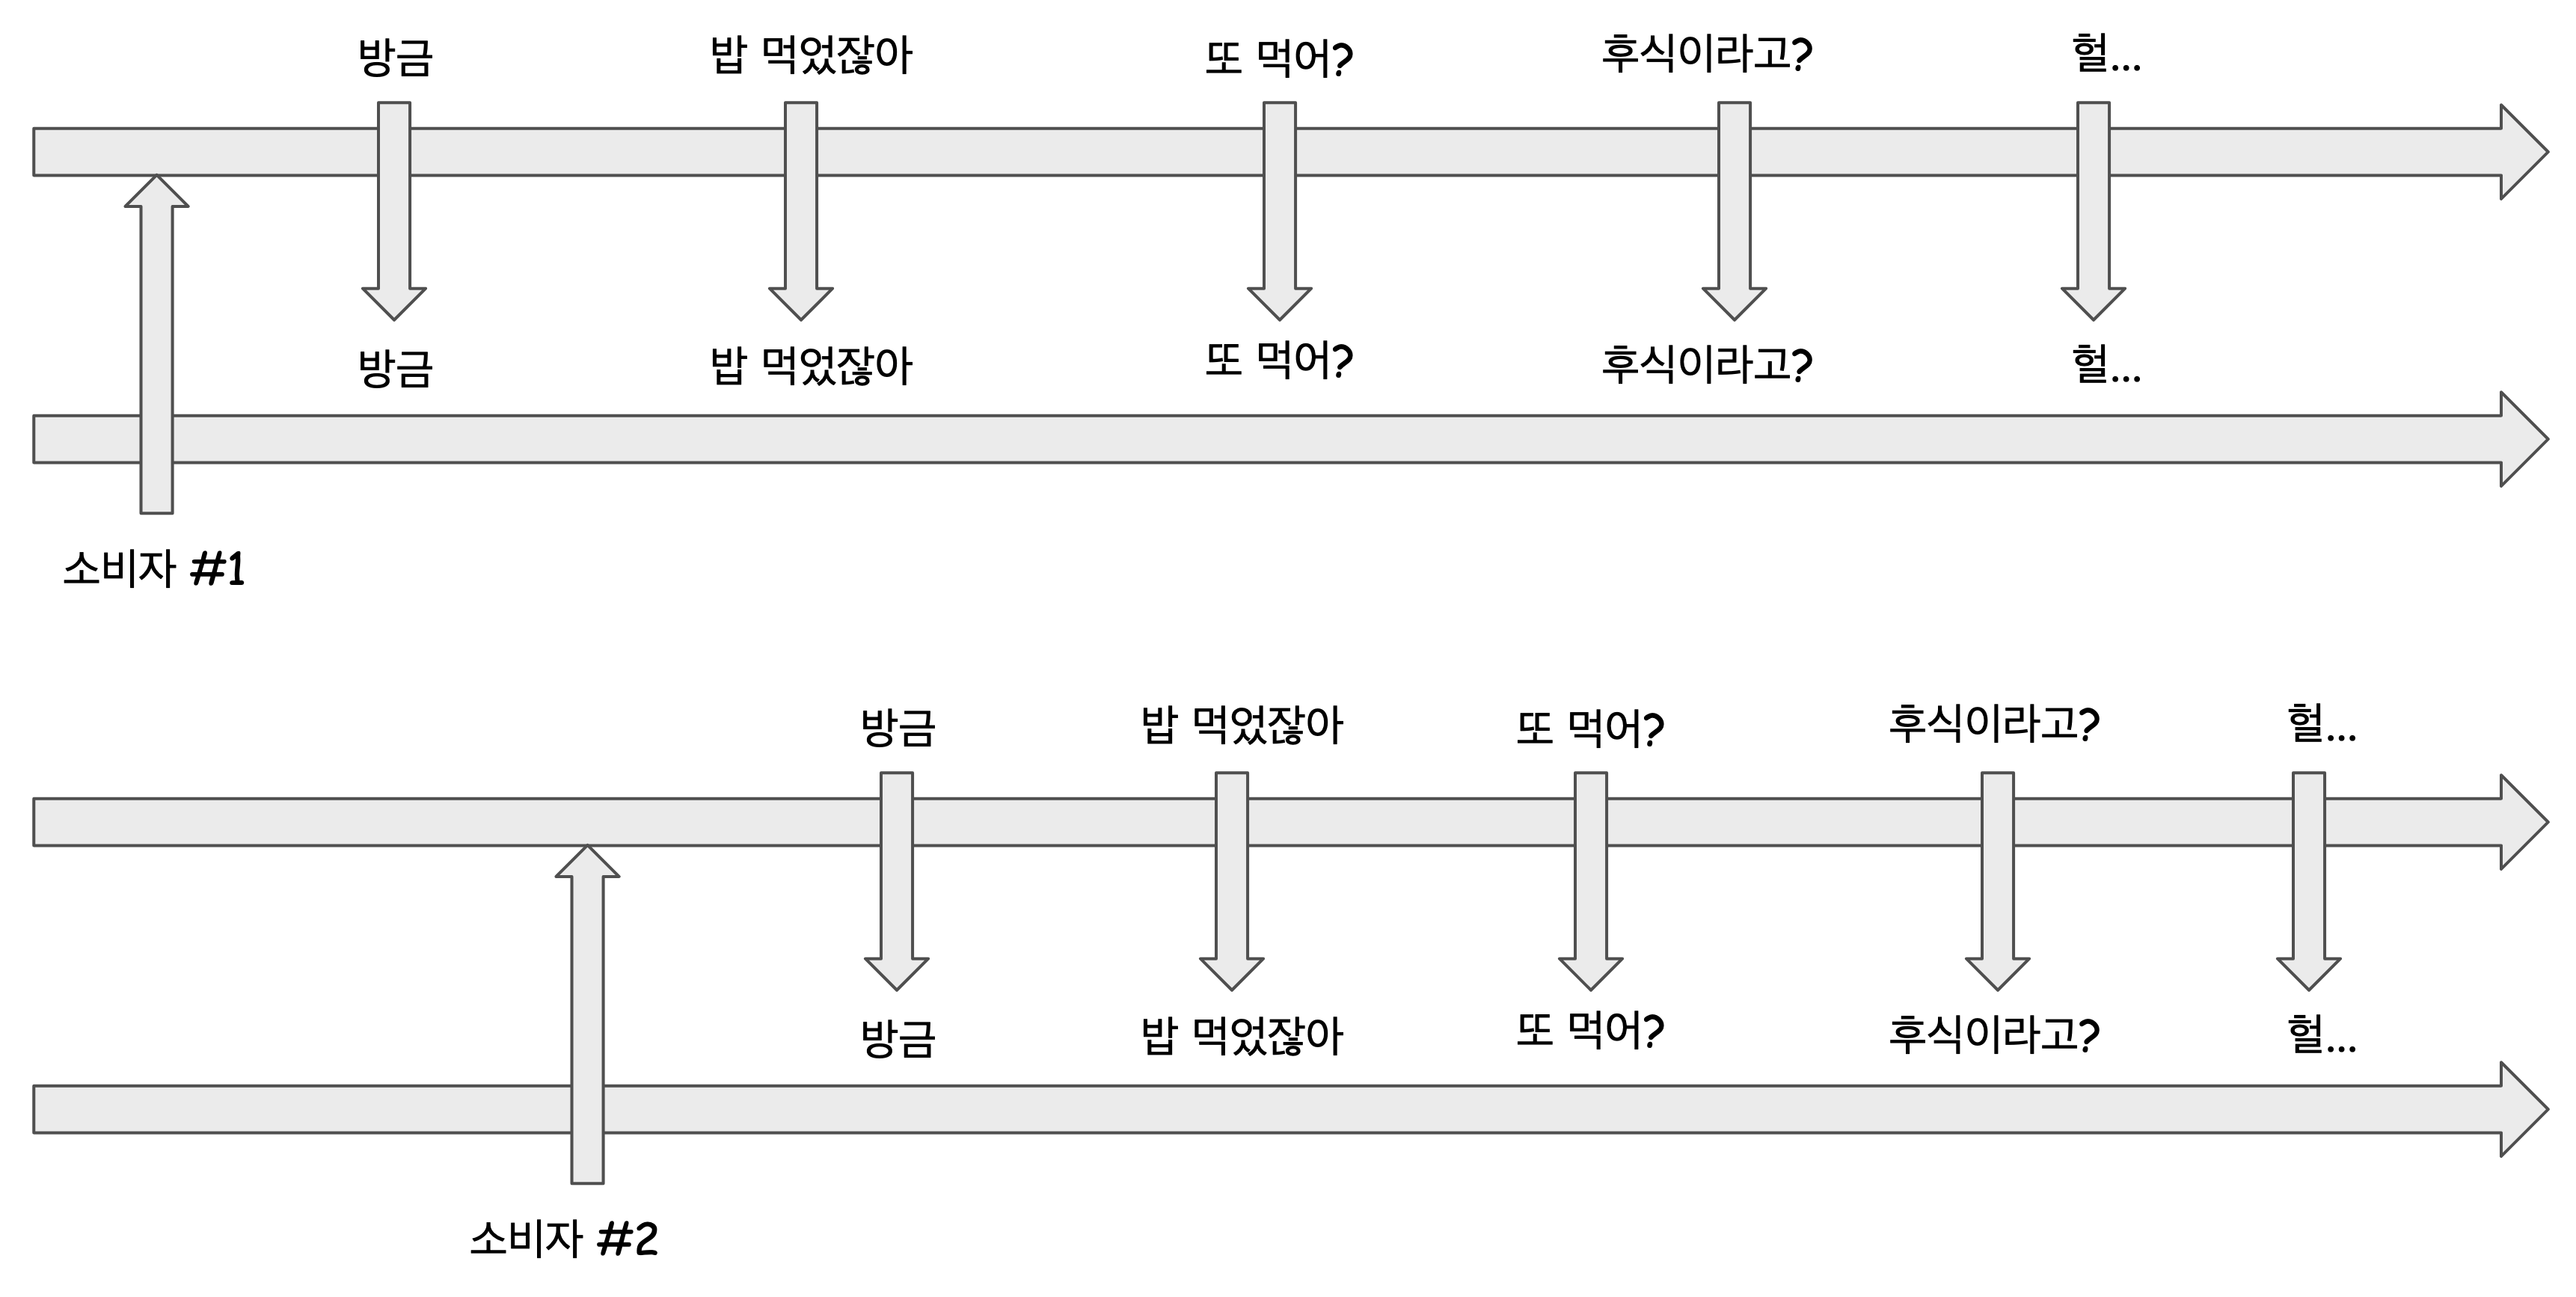 방금 밥 먹었잖아 또 먹어? 후식이라고? 헐...
방금 밥 먹었잖아 또 먹어? 후식이라고? 헐...
소비자 #1
방금 밥 먹었잖아 또 먹어? 후식이라고? 헐...
방금 밥 먹었잖아 또 먹어? 후식이라고? 헐...
소비자 #2